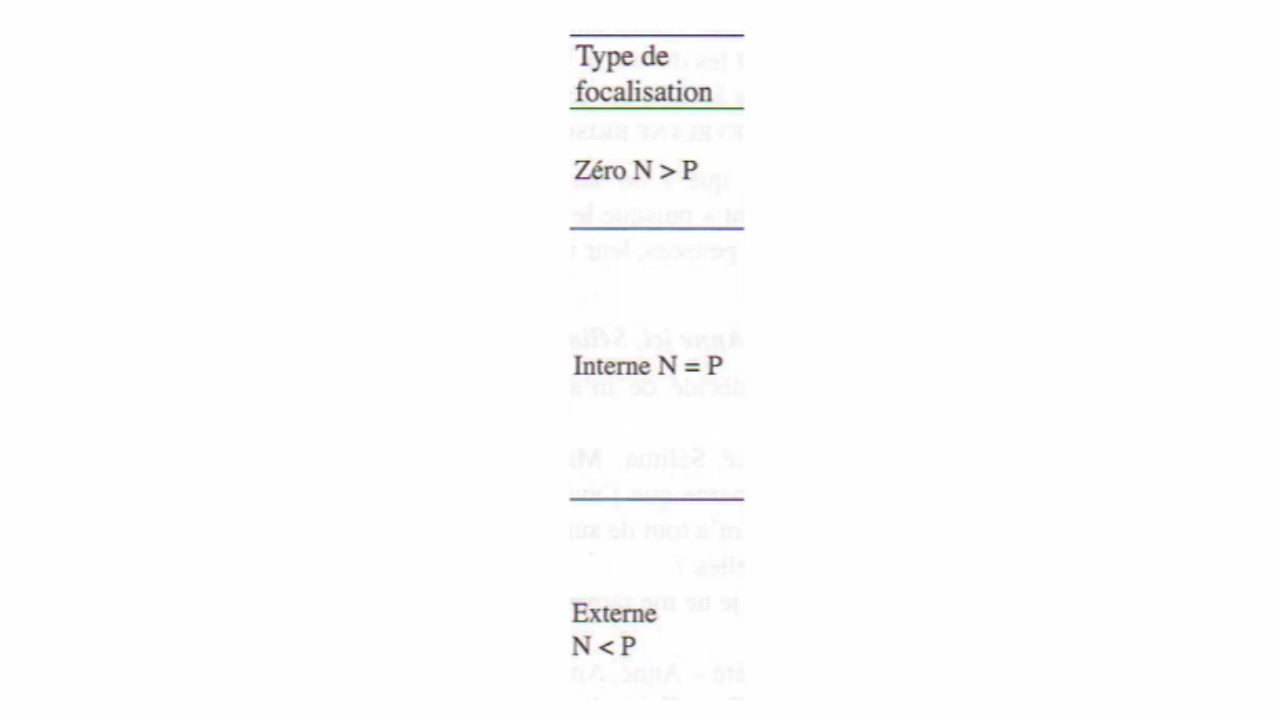 Type de
focalisation
Zéro N > P
Interne N = P
Externe
N < P